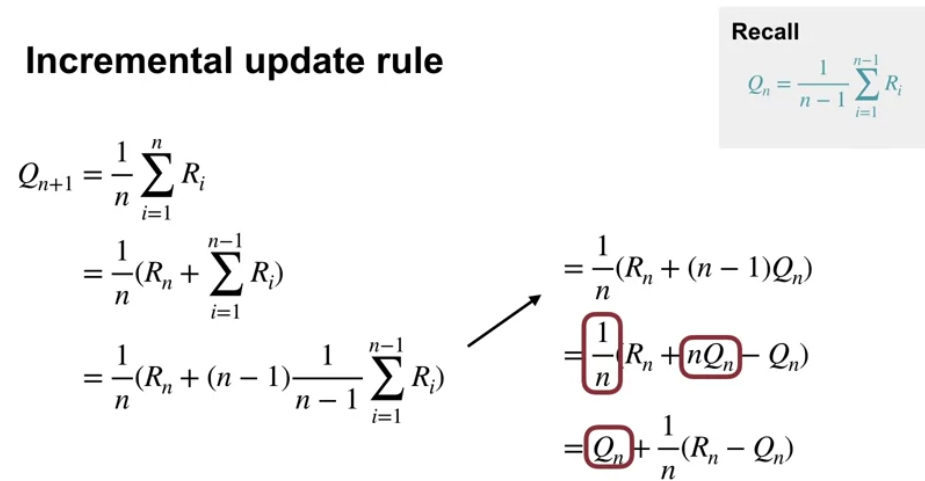 Incremental update rule
Recall
Q_n = \frac{1}{n-1} \sum_{i=1}^{n-1} R_i
Q_{n+1} = \frac{1}{n} \sum_{i=1}^{n} R_i
= \frac{1}{n} (R_n + \sum_{i=1}^{n-1} R_i)
= \frac{1}{n} (R_n + (n-1) \frac{1}{n-1} \sum_{i=1}^{n-1} R_i)
= \frac{1}{n} (R_n + (n-1) Q_n)
= \frac{1}{n} (R_n + nQ_n - Q_n)
= Q_n + \frac{1}{n} (R_n - Q_n)